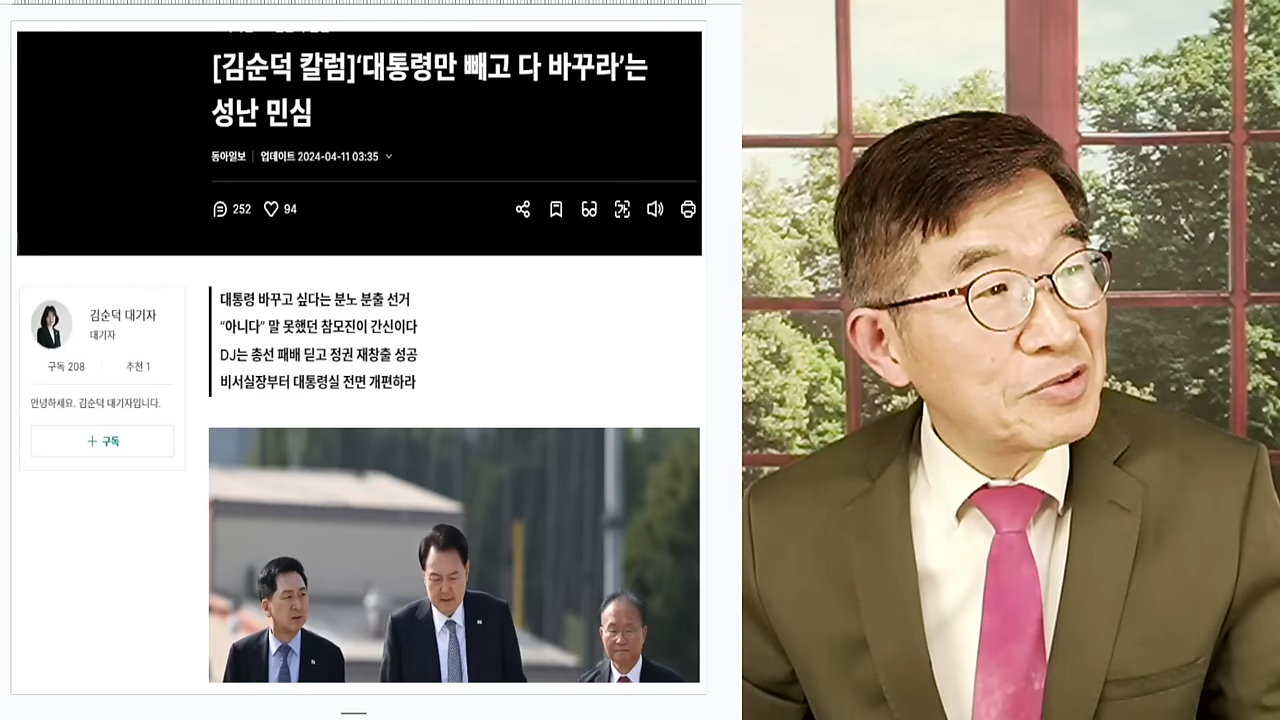 [김순덕 칼럼]‘대통령만 빼고 다 바꾸라’는
성난 민심
동아일보 | 업데이트 2024-04-11 03:35
252 94
김순덕 대기자
대기자
구독 208 추천 1
안녕하세요. 김순덕 대기자입니다.
+ 구독
대통령 바꾸고 싶다는 분노 분출 선거
“아니다” 말 못했던 참모진이 간신이다
DJ는 총선 패배 딛고 정권 재창출 성공
비서실장부터 대통령실 전면 개편하라